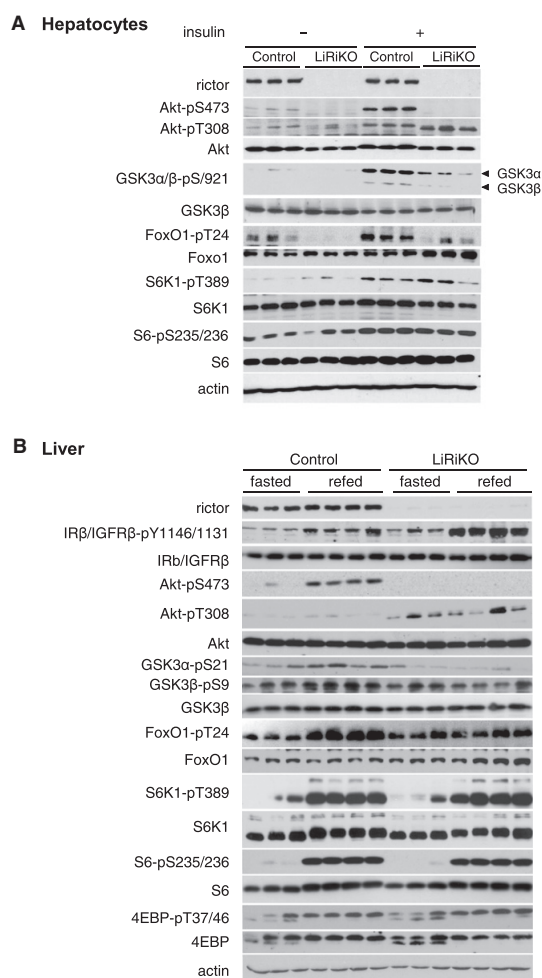 A Hepatocytes
insulin − +
Control LiRiKO Control LiRiKO
rictor
Akt-pS473
Akt-pT308
Akt
GSK3α/β-pS/921
GSK3α
GSK3β
GSK3β
FoxO1-pT24
Foxo1
S6K1-pT389
S6K1
S6-pS235/236
S6
actin
B Liver
Control LiRiKO
fasted refed fasted refed
rictor
IRβ/IGFRβ-pY1146/1131
IRb/IGFRβ
Akt-pS473
Akt-pT308
Akt
GSK3α-pS21
GSK3β-pS9
GSK3β
FoxO1-pT24
FoxO1
S6K1-pT389
S6K1
S6-pS235/236
S6
4EBP-pT37/46
4EBP
actin